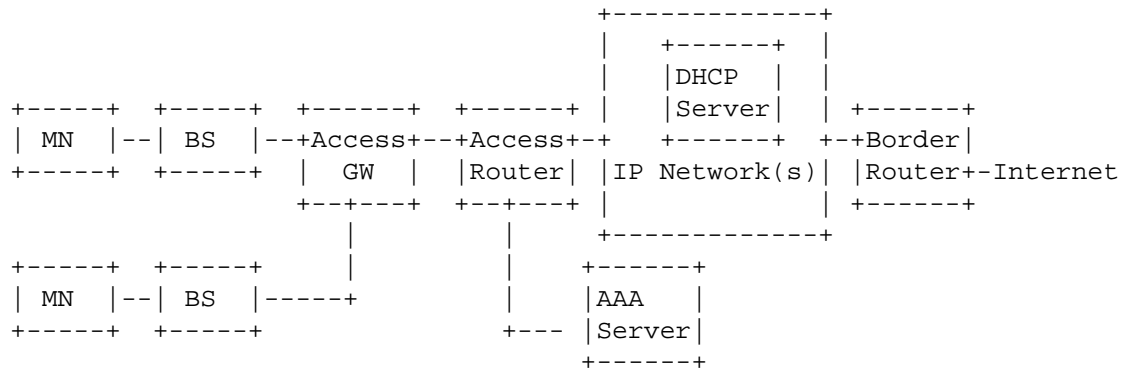 DHCP
Server
MN BS Access Access Border
GW Router IP Network(s) Router Internet
MN BS AAA
Server